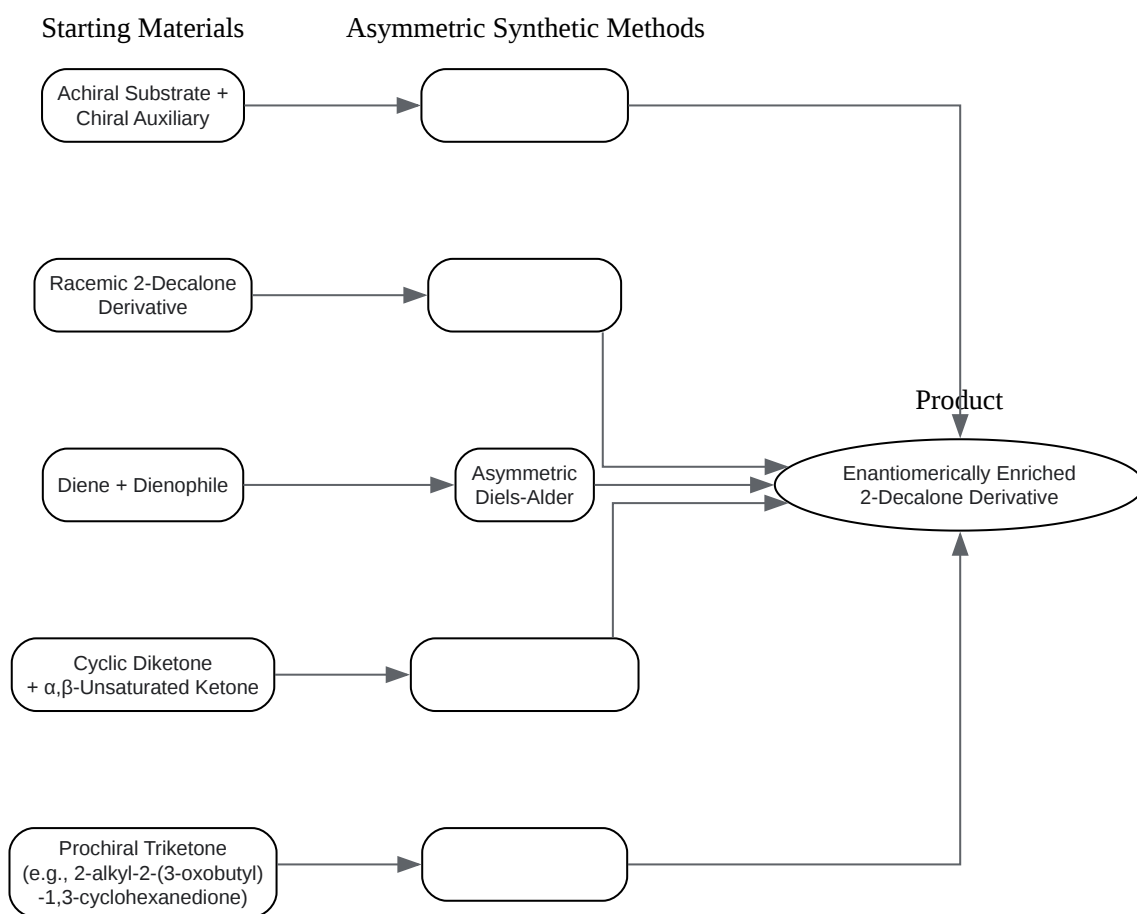 Starting Materials
Asymmetric Synthetic Methods
Achiral Substrate +
Chiral Auxiliary
Racemic 2-Decalone
Derivative
Product
Diene + Dienophile
Asymmetric
Diels-Alder
Enantiomerically Enriched
2-Decalone Derivative
Cyclic Diketone
+ α,β-Unsaturated Ketone
Prochiral Triketone
(e.g., 2-alkyl-2-(3-oxobutyl)
-1,3-cyclohexanedione)